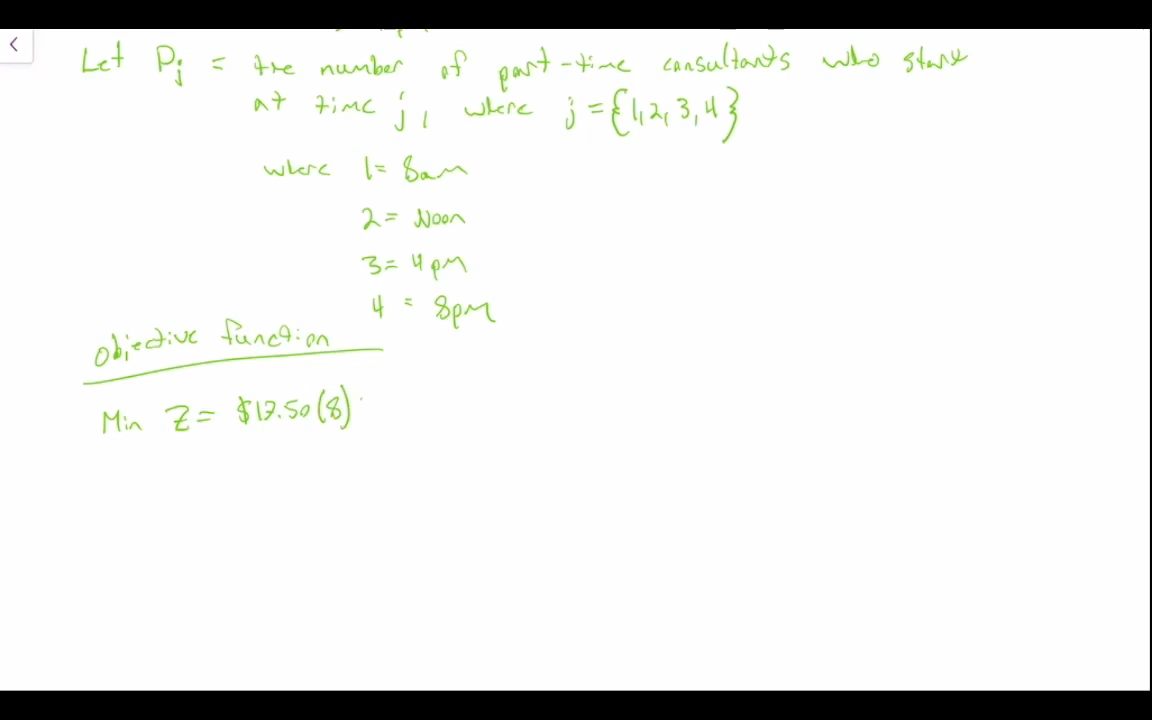 Let Pj = the number of part-time consultants who start
at time j, where j = {1,2,3,4}
where 1 = 8am
2 = Noon
3 = 4pm
4 = 8pm
objective function
Min Z = $17.50(8)